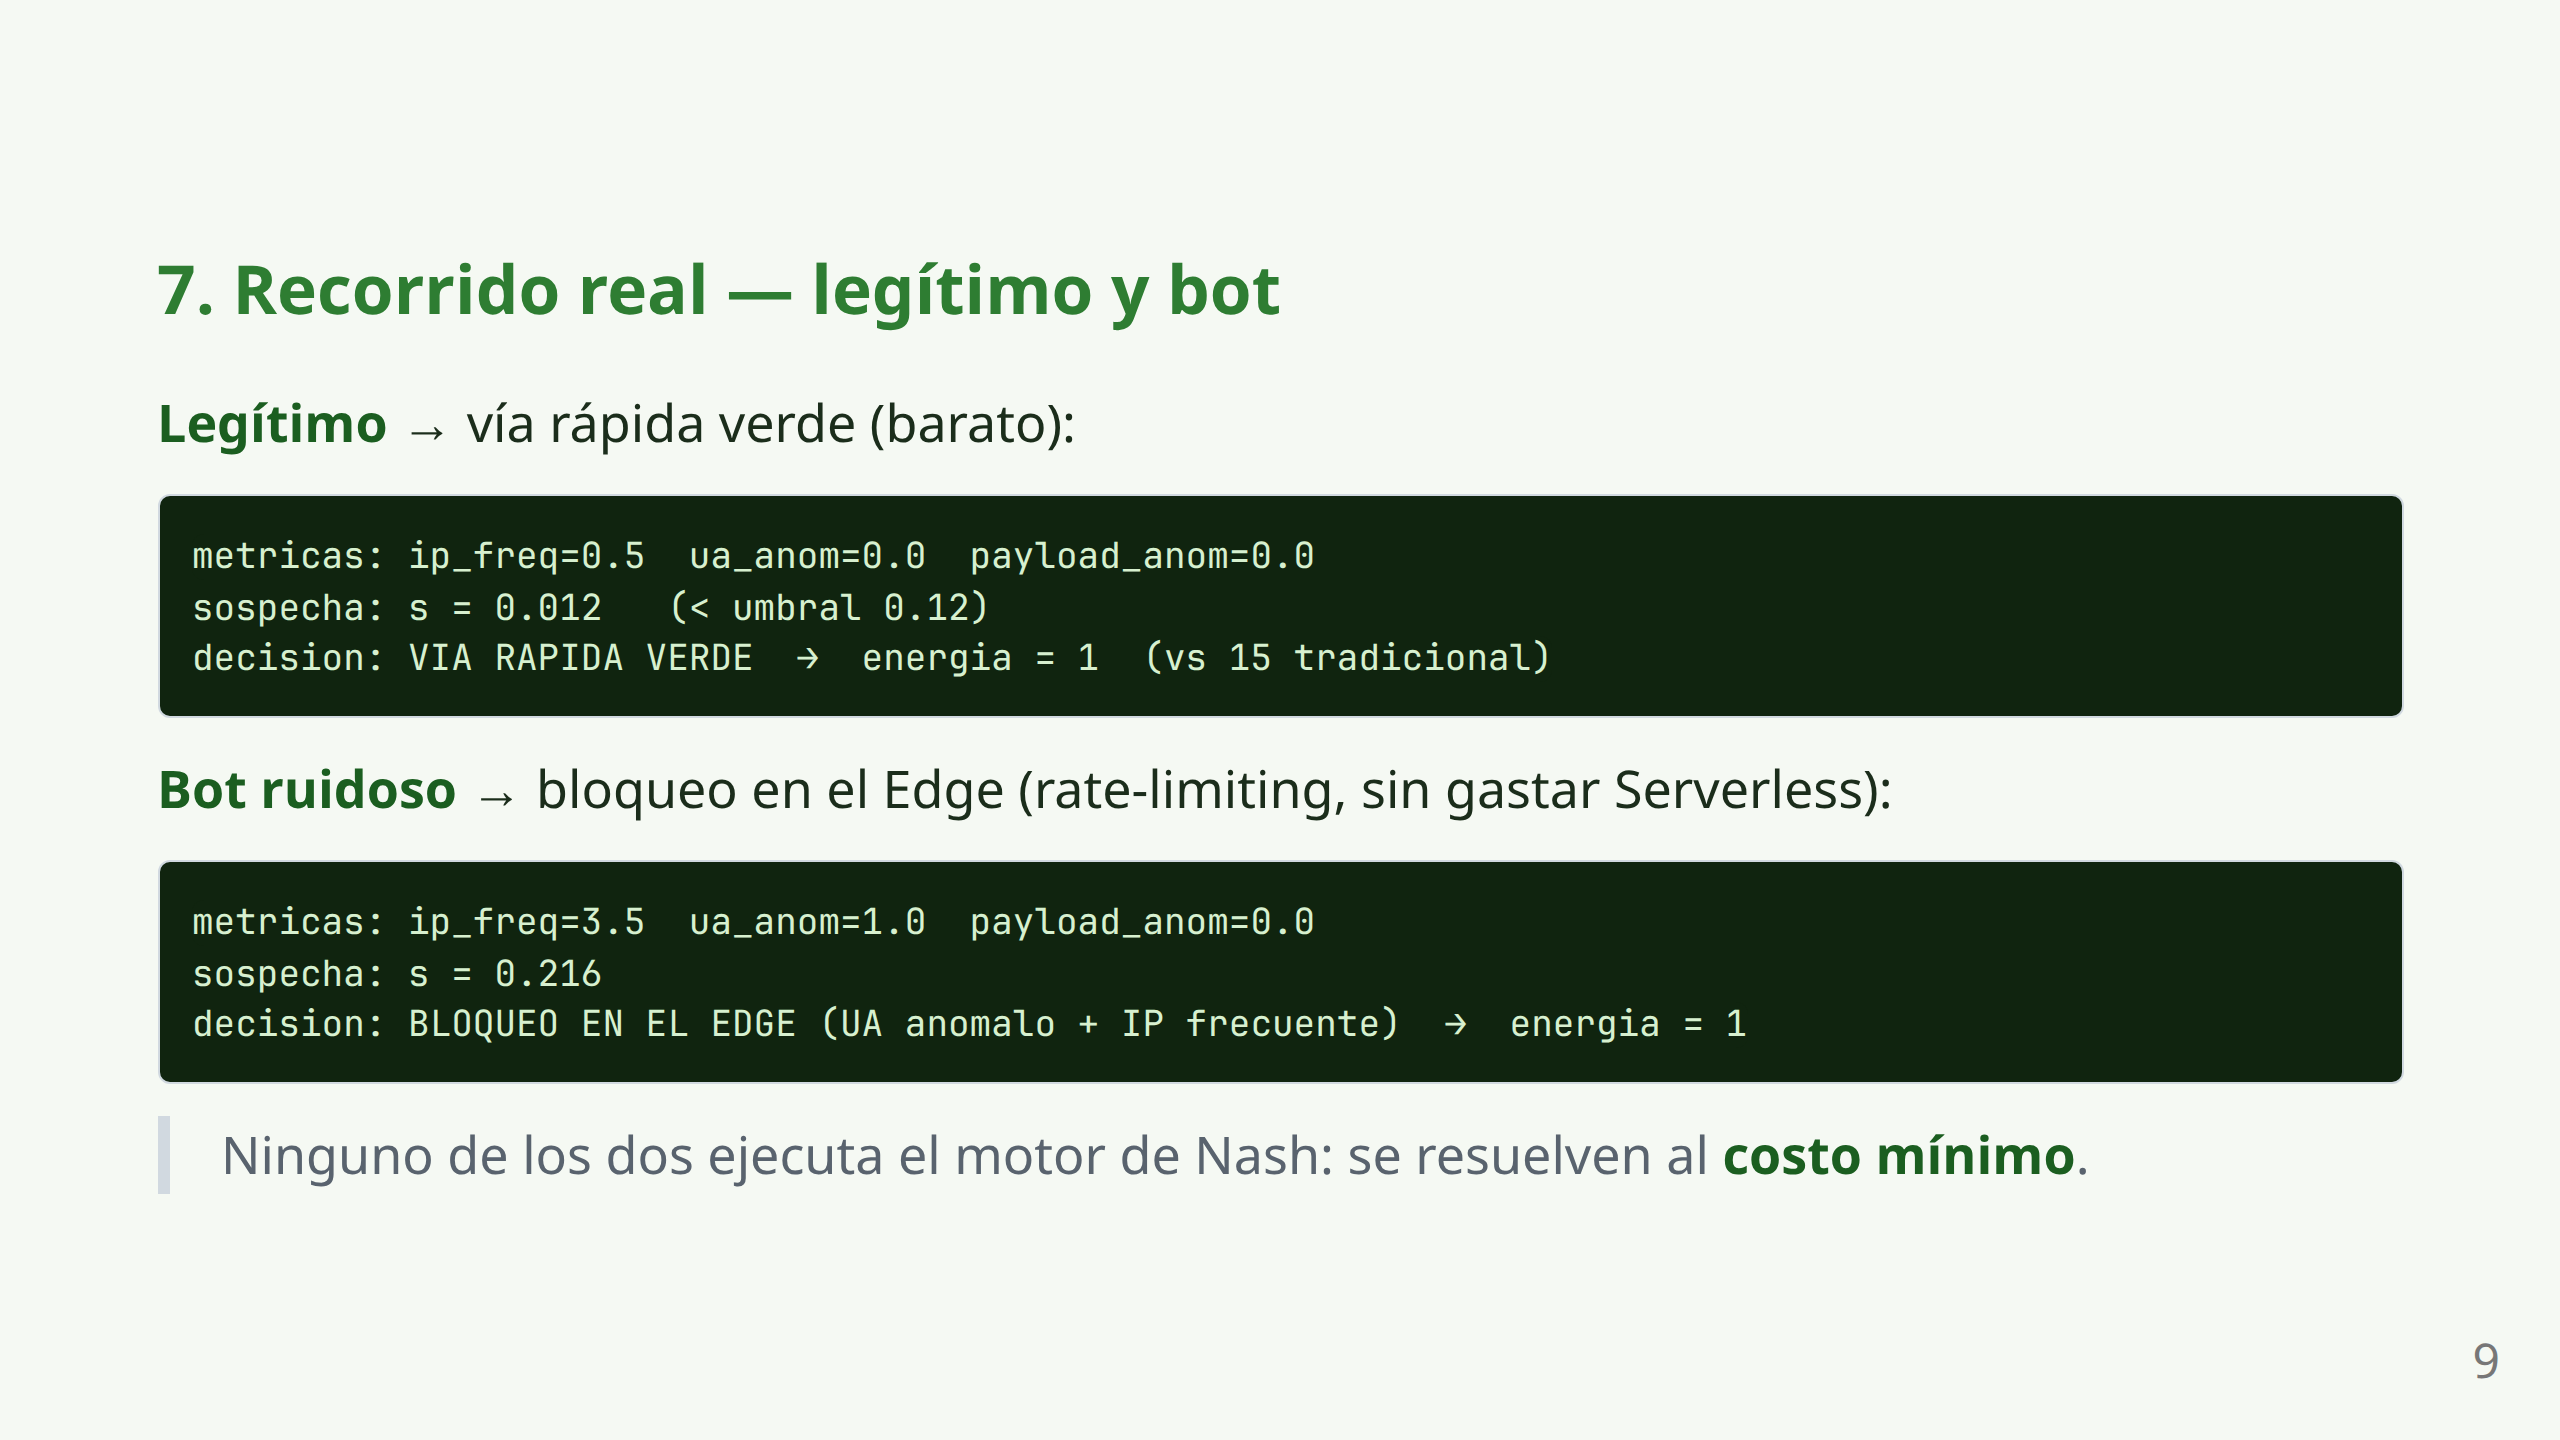 7. Recorrido real — legítimo y bot
Legítimo → vía rápida verde (barato):
metricas: ip_freq=0.5  ua_anom=0.0  payload_anom=0.0
sospecha: s = 0.012   (< umbral 0.12)
decision: VIA RAPIDA VERDE  →  energia = 1  (vs 15 tradicional)
Bot ruidoso → bloqueo en el Edge (rate-limiting, sin gastar Serverless):
metricas: ip_freq=3.5  ua_anom=1.0  payload_anom=0.0
sospecha: s = 0.216
decision: BLOQUEO EN EL EDGE (UA anomalo + IP frecuente)  →  energia = 1
Ninguno de los dos ejecuta el motor de Nash: se resuelven al costo mínimo.
9